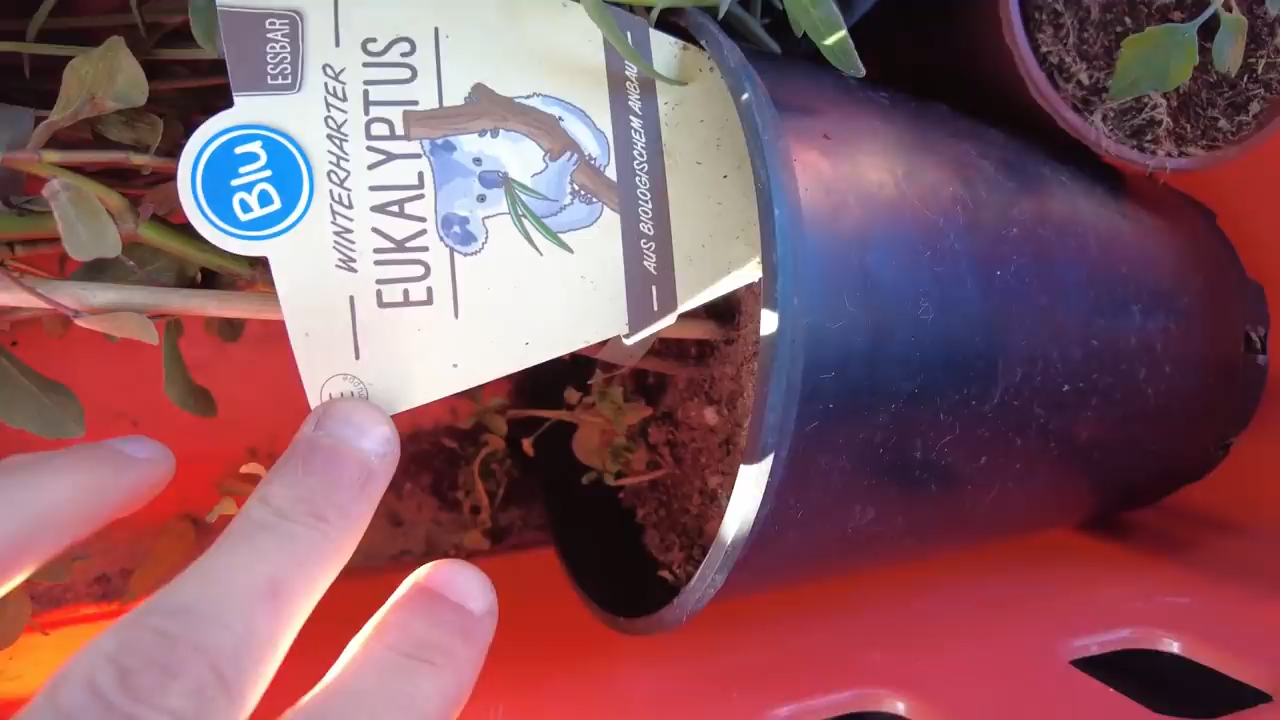 ESSBAR
Blu
WINTERHARTER
EUKALYPTUS
AUS BIOLOGISCHEM ANBAU